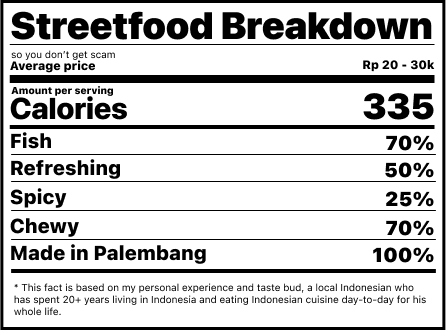 Streetfood Breakdown
so you don't get scam
Average price Rp 20 - 30k
Amount per serving
Calories 335
Fish 70%
Refreshing 50%
Spicy 25%
Chewy 70%
Made in Palembang 100%
* This fact is based on my personal experience and taste bud, a local Indonesian who
has spent 20+ years living in Indonesia and eating Indonesian cuisine day-to-day for his
whole life.